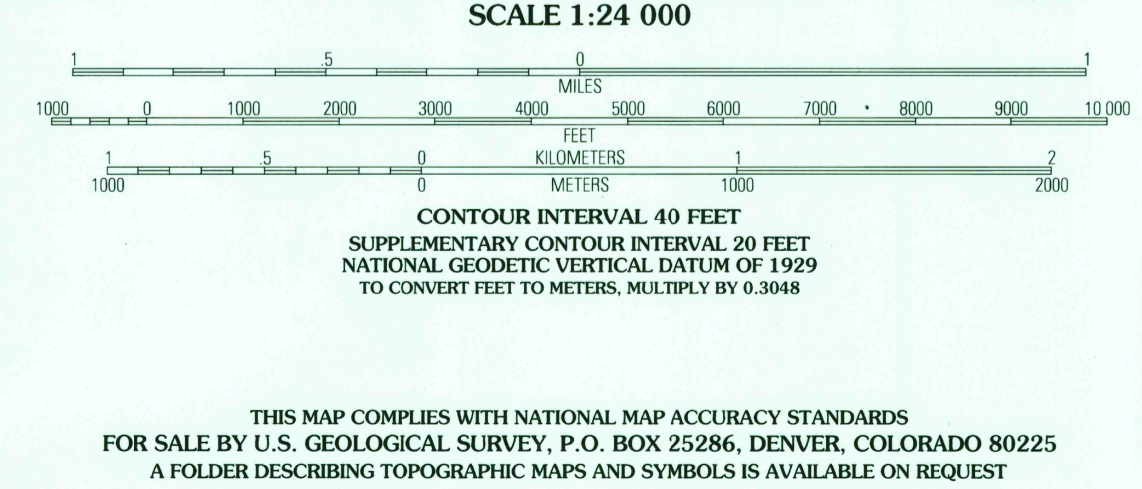 SCALE 1:24 000
1 .5 0 1
MILES
1000 0 1000 2000 3000 4000 5000 6000 7000 8000 9000 10 000
FEET
1 .5 0 KILOMETERS 1 2
1000 0 METERS 1000 2000
CONTOUR INTERVAL 40 FEET
SUPPLEMENTARY CONTOUR INTERVAL 20 FEET
NATIONAL GEODETIC VERTICAL DATUM OF 1929
TO CONVERT FEET TO METERS, MULTIPLY BY 0.3048
THIS MAP COMPLIES WITH NATIONAL MAP ACCURACY STANDARDS
FOR SALE BY U.S. GEOLOGICAL SURVEY, P.O. BOX 25286, DENVER, COLORADO 80225
A FOLDER DESCRIBING TOPOGRAPHIC MAPS AND SYMBOLS IS AVAILABLE ON REQUEST